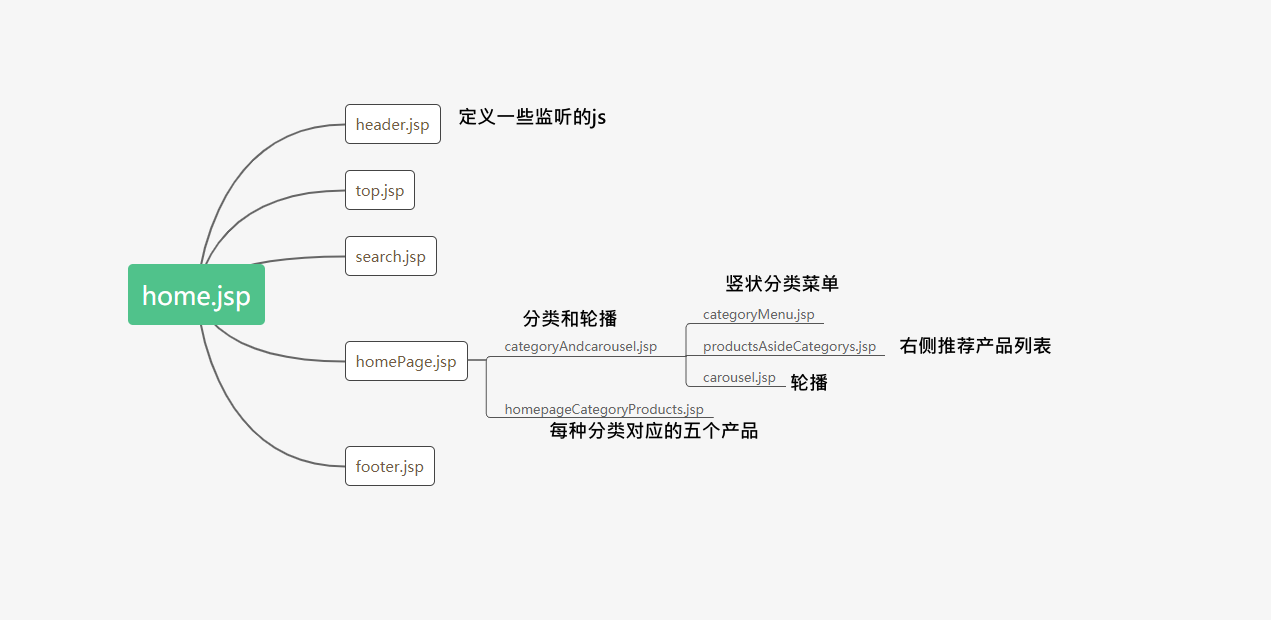 header.jsp
定义一些监听的js
top.jsp
search.jsp
home.jsp
homePage.jsp
分类和轮播
categoryAndcarousel.jsp
竖状分类菜单
categoryMenu.jsp
productsAsideCategorys.jsp
右侧推荐产品列表
carousel.jsp
轮播
homepageCategoryProducts.jsp
每种分类对应的五个产品
footer.jsp